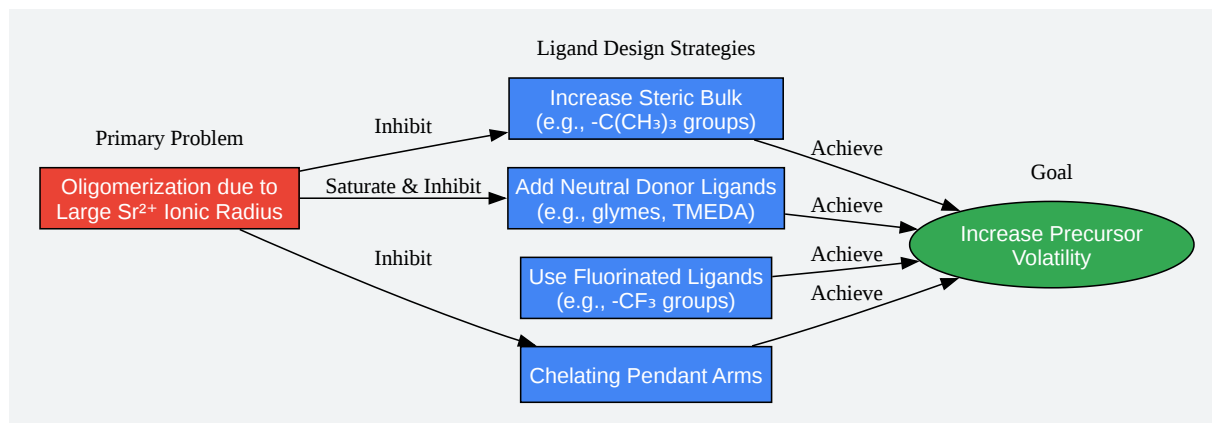 Ligand Design Strategies
Primary Problem
Goal
Oligomerization due to
Large Sr²⁺ Ionic Radius
Inhibit
Saturate & Inhibit
Inhibit
Increase Steric Bulk
(e.g., -C(CH₃)₃ groups)
Add Neutral Donor Ligands
(e.g., glymes, TMEDA)
Use Fluorinated Ligands
(e.g., -CF₃ groups)
Chelating Pendant Arms
Achieve
Achieve
Achieve
Achieve
Increase Precursor
Volatility